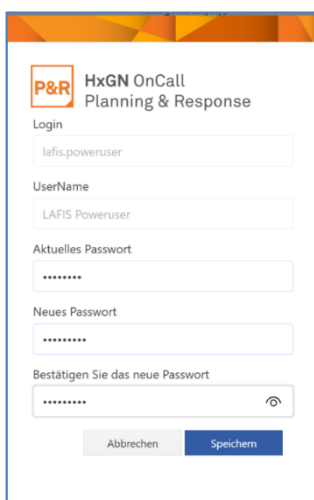 P&R
HxGN OnCall
Planning & Response
Login
lafis.poweruser
UserName
LAFIS Poweruser
Aktuelles Passwort
••••••••
Neues Passwort
•••••••••
Bestätigen Sie das neue Passwort
•••••••••
Abbrechen Speichern